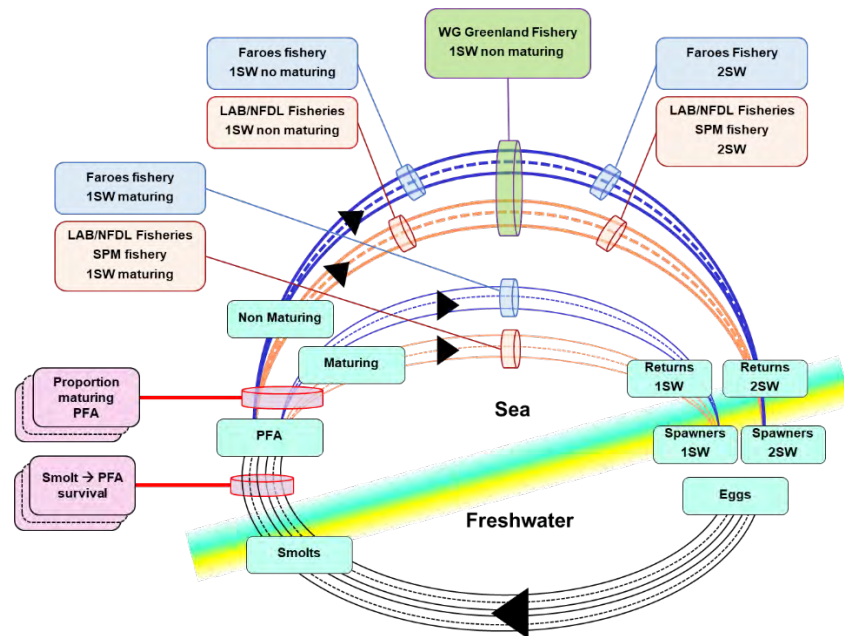 WG Greenland Fishery
1SW non maturing
Faroes fishery
1SW no maturing
Faroes Fishery
2SW
LAB/NFDL Fisheries
1SW non maturing
LAB/NFDL Fisheries
SPM fishery
2SW
Faroes fishery
1SW maturing
LAB/NFDL Fisheries
SPM fishery
1SW maturing
Non Maturing
Maturing
Returns
1SW
Returns
2SW
Proportion
maturing
PFA
Sea
PFA
Spawners
1SW
Spawners
2SW
Smolt → PFA
survival
Eggs
Freshwater
Smolts